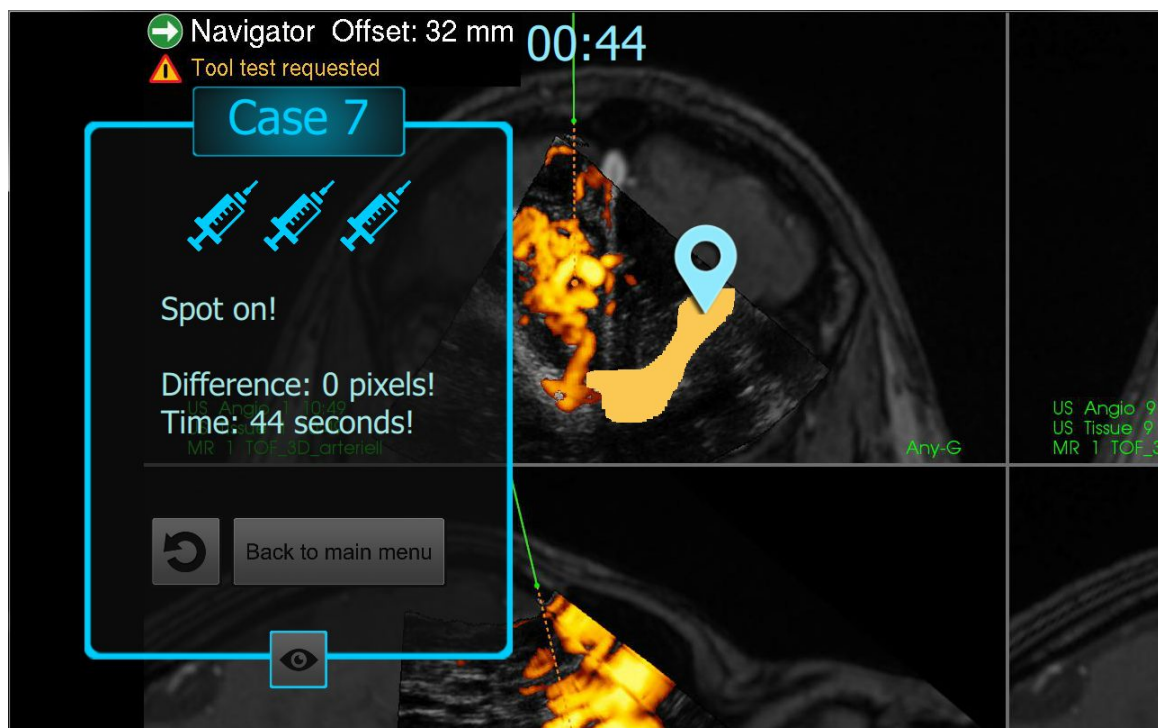 Navigator Offset: 32 mm
00:44
Tool test requested
Case 7
Spot on!
Difference: 0 pixels!
US Angio 1 10:49
Time: 44 seconds!
MR 1 TOF_3D_arteriell
Any-G
US Angio 9
US Tissue 9
MR 1 TOF_3
Back to main menu